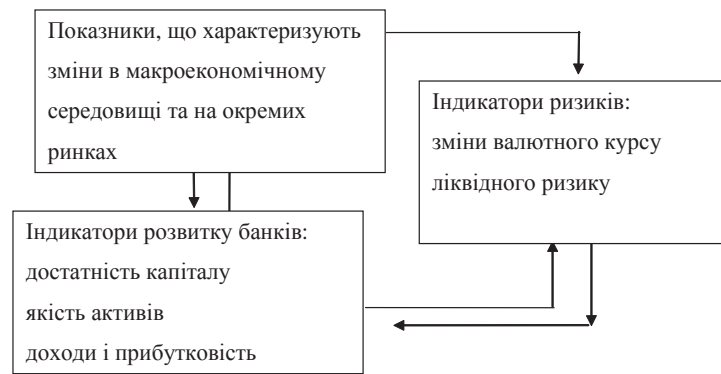 Показники, що характеризують
зміни в макроекономічному
середовищі та на окремих
ринках
Індикатори ризиків:
зміни валютного курсу
ліквідного ризику
Індикатори розвитку банків:
достатність капіталу
якість активів
доходи і прибутковість